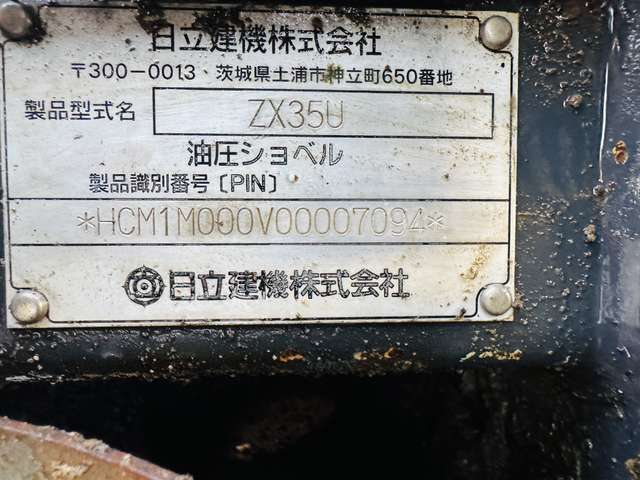 日立建機株式会社
〒300-0013、茨城県土浦市神立町650番地
製品型式名 ZX35U
油圧ショベル
製品識別番号〔PIN〕
*HCM1M000V00007094*
日立建機株式会社